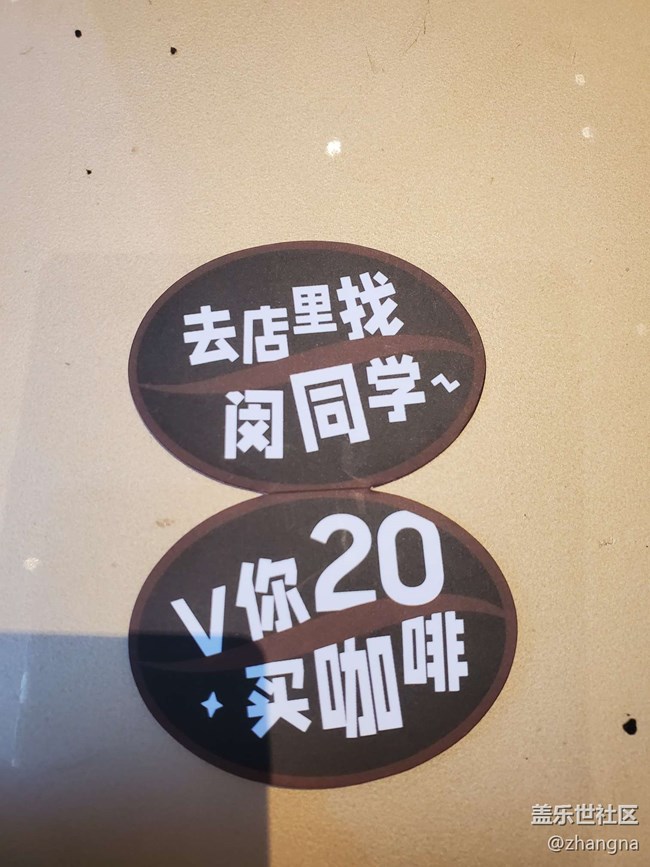 去店里找
闵同学~
V你20
买咖啡
盖乐世社区
@zhangna